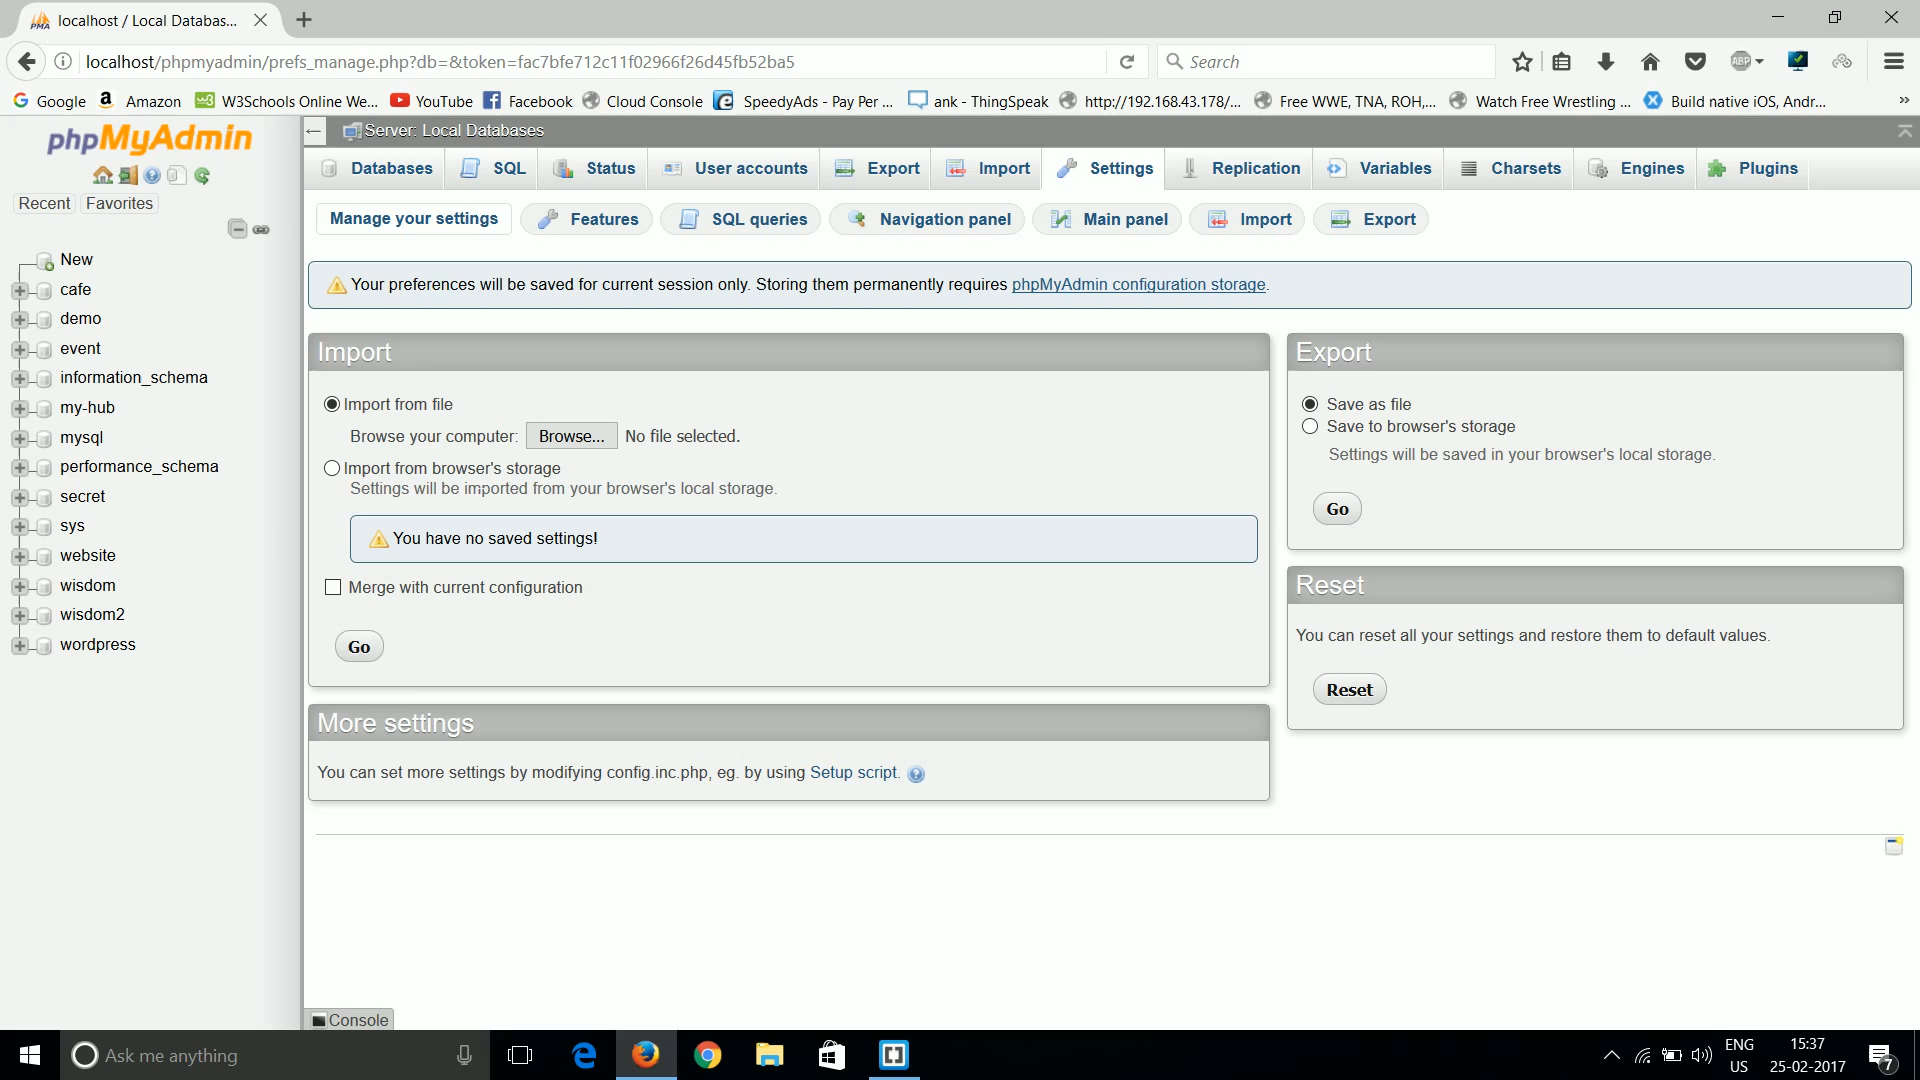 localhost / Local Databas...
localhost/phpmyadmin/prefs_manage.php?db=&token=fac7bfe712c11f02966f26d45fb52ba5
Search
ABP
Google
Amazon
W3Schools Online We...
YouTube
Facebook
Cloud Console
SpeedyAds - Pay Per ...
ank - ThingSpeak
http://192.168.43.178/...
Free WWE, TNA, ROH,...
Watch Free Wrestling ...
Build native iOS, Andr...
phpMyAdmin
Recent
Favorites
New
cafe
demo
event
information_schema
my-hub
mysql
performance_schema
secret
sys
website
wisdom
wisdom2
wordpress
Server: Local Databases
Databases
SQL
Status
User accounts
Export
Import
Settings
Replication
Variables
Charsets
Engines
Plugins
Manage your settings
Features
SQL queries
Navigation panel
Main panel
Import
Export
Your preferences will be saved for current session only. Storing them permanently requires phpMyAdmin configuration storage.
Import
Import from file
Browse your computer: Browse... No file selected.
Import from browser's storage
Settings will be imported from your browser's local storage.
You have no saved settings!
Merge with current configuration
Go
More settings
You can set more settings by modifying config.inc.php, eg. by using Setup script.
Export
Save as file
Save to browser's storage
Settings will be saved in your browser's local storage.
Go
Reset
You can reset all your settings and restore them to default values.
Reset
Console
Ask me anything
ENG
US
15:37
25-02-2017
7